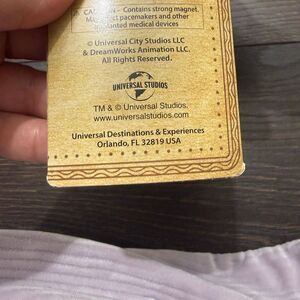 CAUTION - Contains strong magnet.
pacemakers and other
medical devices
© Universal City Studios LLC
& DreamWorks Animation LLC.
All Rights Reserved.
UNIVERSAL STUDIOS
TM & © Universal Studios.
www.universalstudios.com
Universal Destinations & Experiences
Orlando, FL 32819 USA